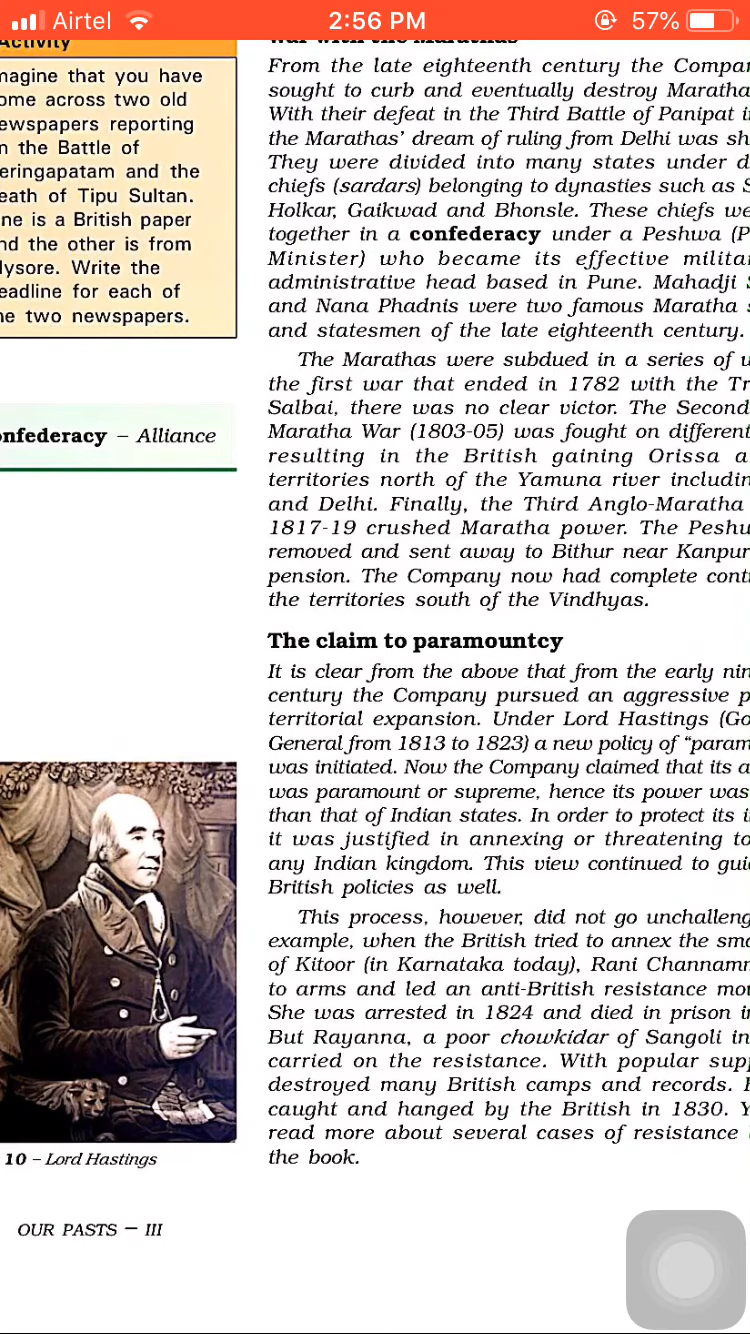 Airtel
2:56 PM
57%
Activity
magine that you have
ome across two old
ewspapers reporting
n the Battle of
eringapatam and the
eath of Tipu Sultan.
ne is a British paper
nd the other is from
Mysore. Write the
eadline for each of
he two newspapers.
onfederacy – Alliance
10 – Lord Hastings
War with the Marathas
From the late eighteenth century the Compan
sought to curb and eventually destroy Maratha
With their defeat in the Third Battle of Panipat i
the Marathas' dream of ruling from Delhi was sh
They were divided into many states under d
chiefs (sardars) belonging to dynasties such as S
Holkar, Gaikwad and Bhonsle. These chiefs we
together in a confederacy under a Peshwa (P
Minister) who became its effective militar
administrative head based in Pune. Mahadji S
and Nana Phadnis were two famous Maratha s
and statesmen of the late eighteenth century.
The Marathas were subdued in a series of w
the first war that ended in 1782 with the Tr
Salbai, there was no clear victor. The Second
Maratha War (1803-05) was fought on different
resulting in the British gaining Orissa a
territories north of the Yamuna river includin
and Delhi. Finally, the Third Anglo-Maratha
1817-19 crushed Maratha power. The Peshw
removed and sent away to Bithur near Kanpur
pension. The Company now had complete cont
the territories south of the Vindhyas.
The claim to paramountcy
It is clear from the above that from the early nin
century the Company pursued an aggressive p
territorial expansion. Under Lord Hastings (Go
General from 1813 to 1823) a new policy of “param
was initiated. Now the Company claimed that its a
was paramount or supreme, hence its power was
than that of Indian states. In order to protect its i
it was justified in annexing or threatening to
any Indian kingdom. This view continued to gui
British policies as well.
This process, however, did not go unchalleng
example, when the British tried to annex the sma
of Kitoor (in Karnataka today), Rani Channamm
to arms and led an anti-British resistance mo
She was arrested in 1824 and died in prison i
But Rayanna, a poor chowkidar of Sangoli in
carried on the resistance. With popular supp
destroyed many British camps and records. H
caught and hanged by the British in 1830. Y
read more about several cases of resistance l
the book.
OUR PASTS – III